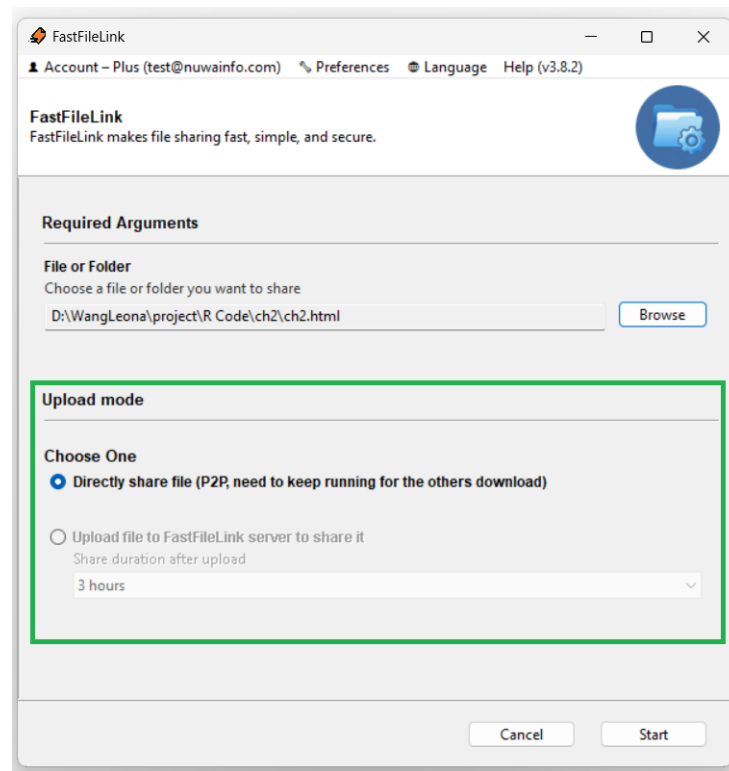 FastFileLink
Account – Plus (test@nuwainfo.com) Preferences Language Help (v3.8.2)
FastFileLink
FastFileLink makes file sharing fast, simple, and secure.
Required Arguments
File or Folder
Choose a file or folder you want to share
D:\WangLeona\project\R Code\ch2\ch2.html
Browse
Upload mode
Choose One
Directly share file (P2P, need to keep running for the others download)
Upload file to FastFileLink server to share it
Share duration after upload
3 hours
Cancel Start